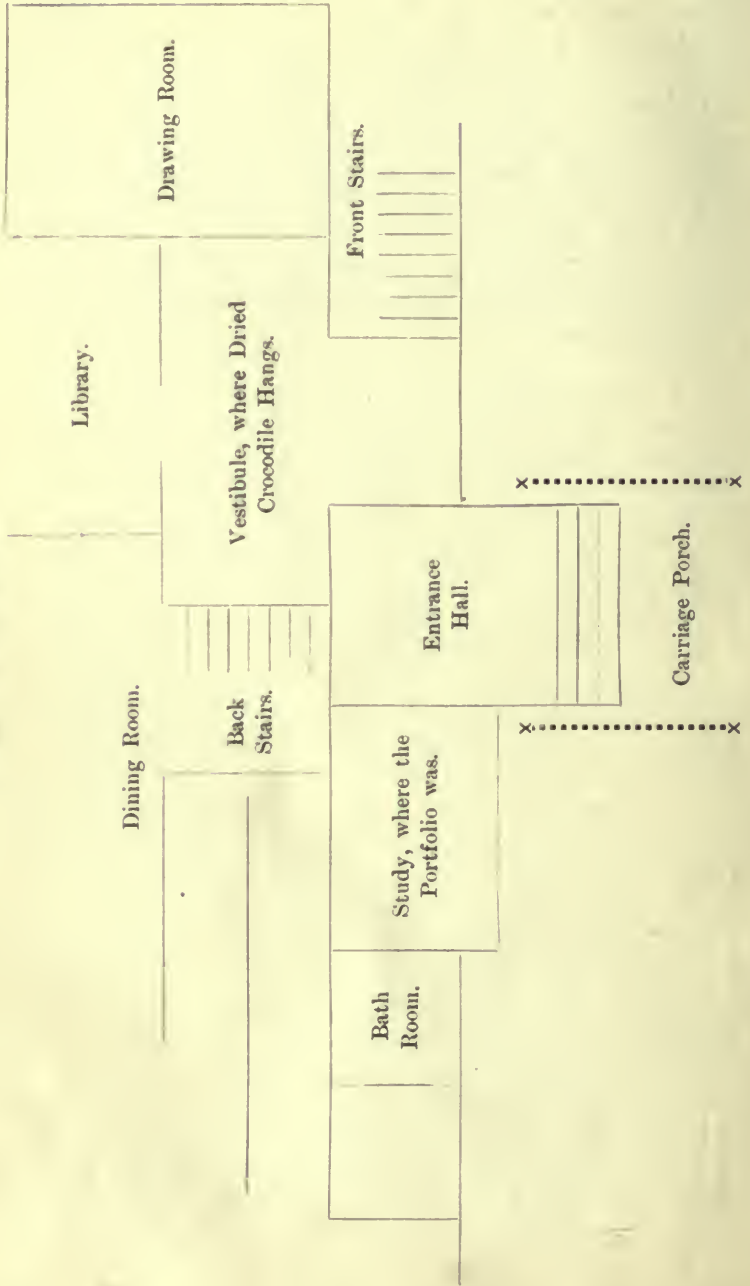 Drawing Room.
Library.
Front Stairs.
Vestibule, where Dried
Crocodile Hangs.
Dining Room.
Back
Stairs.
Entrance
Hall.
Carriage Porch.
Study, where the
Portfolio was.
Bath
Room.